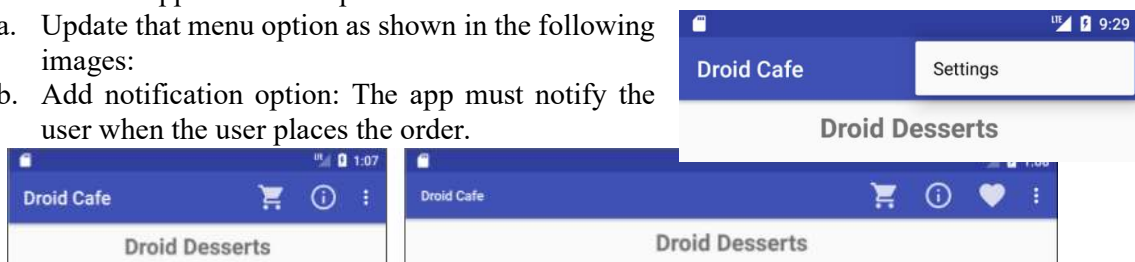 a. Update that menu option as shown in the following
images:
b. Add notification option: The app must notify the
user when the user places the order.
LTE 9:29
Droid Cafe
Settings
Droid Desserts
LTE 1:07
Droid Cafe
Droid Desserts
Droid Cafe
Droid Desserts